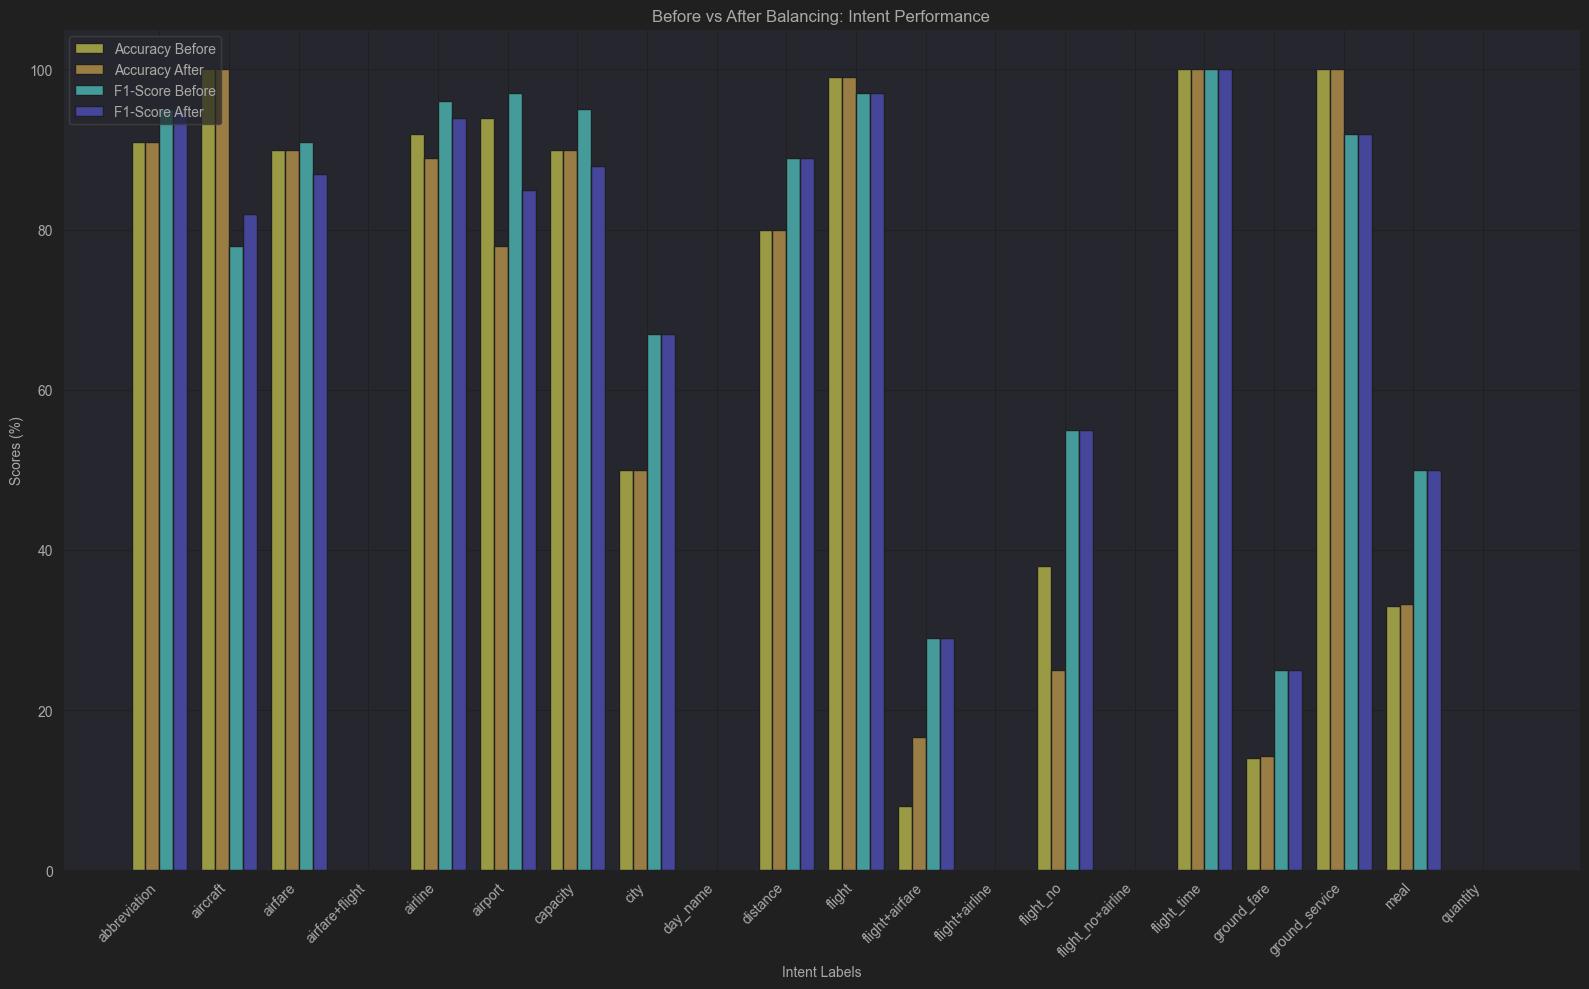 Before vs After Balancing: Intent Performance
Accuracy Before
Accuracy After
F1-Score Before
F1-Score After
Scores (%)
100
80
60
40
20
0
abbreviation
aircraft
airfare
airfare+flight
airline
airport
capacity
city
day_name
distance
flight
flight+airfare
flight+airline
flight_no
flight_no+airline
flight_time
ground_fare
ground_service
meal
quantity
Intent Labels